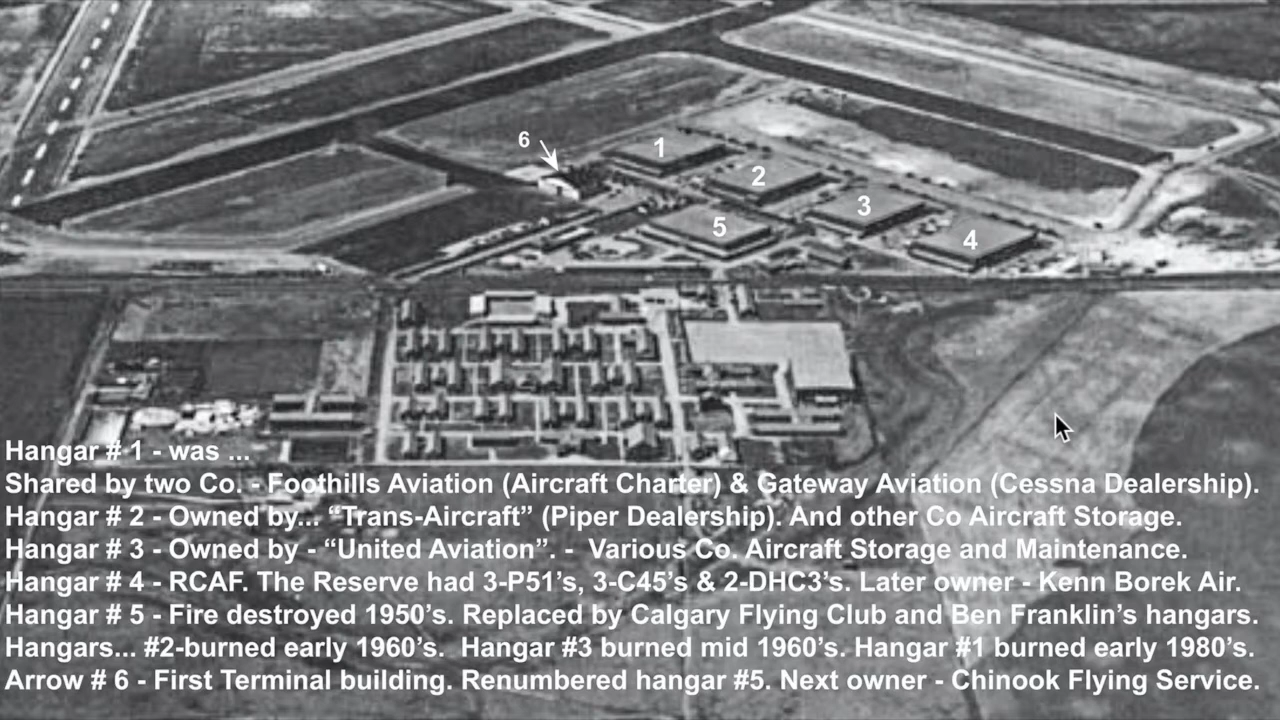 6
1
2
3
5
4
Hangar # 1 - was ...
Shared by two Co. - Foothills Aviation (Aircraft Charter) & Gateway Aviation (Cessna Dealership).
Hangar # 2 - Owned by... “Trans-Aircraft” (Piper Dealership). And other Co Aircraft Storage.
Hangar # 3 - Owned by - “United Aviation”. - Various Co. Aircraft Storage and Maintenance.
Hangar # 4 - RCAF. The Reserve had 3-P51’s, 3-C45’s & 2-DHC3’s. Later owner - Kenn Borek Air.
Hangar # 5 - Fire destroyed 1950’s. Replaced by Calgary Flying Club and Ben Franklin’s hangars.
Hangars... #2-burned early 1960’s. Hangar #3 burned mid 1960’s. Hangar #1 burned early 1980’s.
Arrow # 6 - First Terminal building. Renumbered hangar #5. Next owner - Chinook Flying Service.